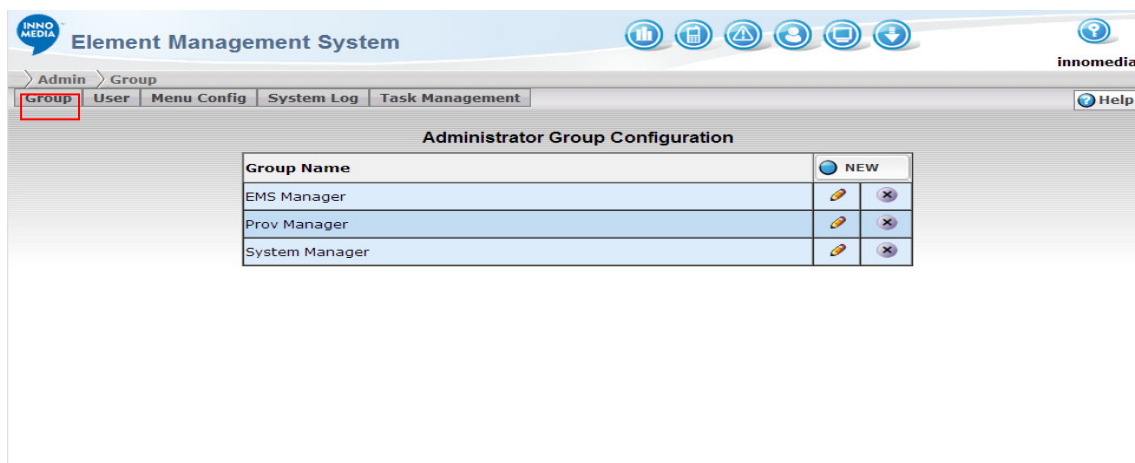 INNO
MEDIA
Element Management System
innomedia
Admin Group
Group User Menu Config System Log Task Management Help
Administrator Group Configuration
Group Name NEW
EMS Manager
Prov Manager
System Manager